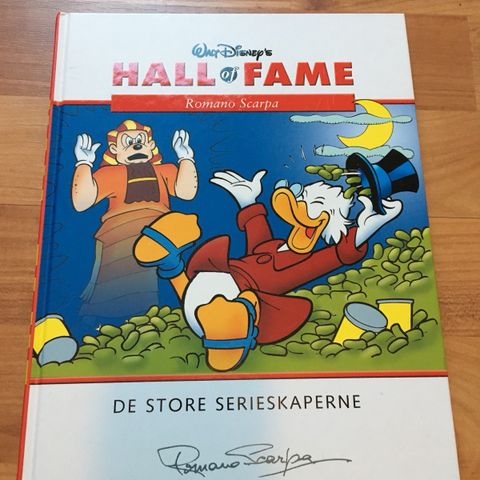 Walt Disney's
HALL of FAME
Romano Scarpa
DE STORE SERIESKAPERNE
Romano Scarpa